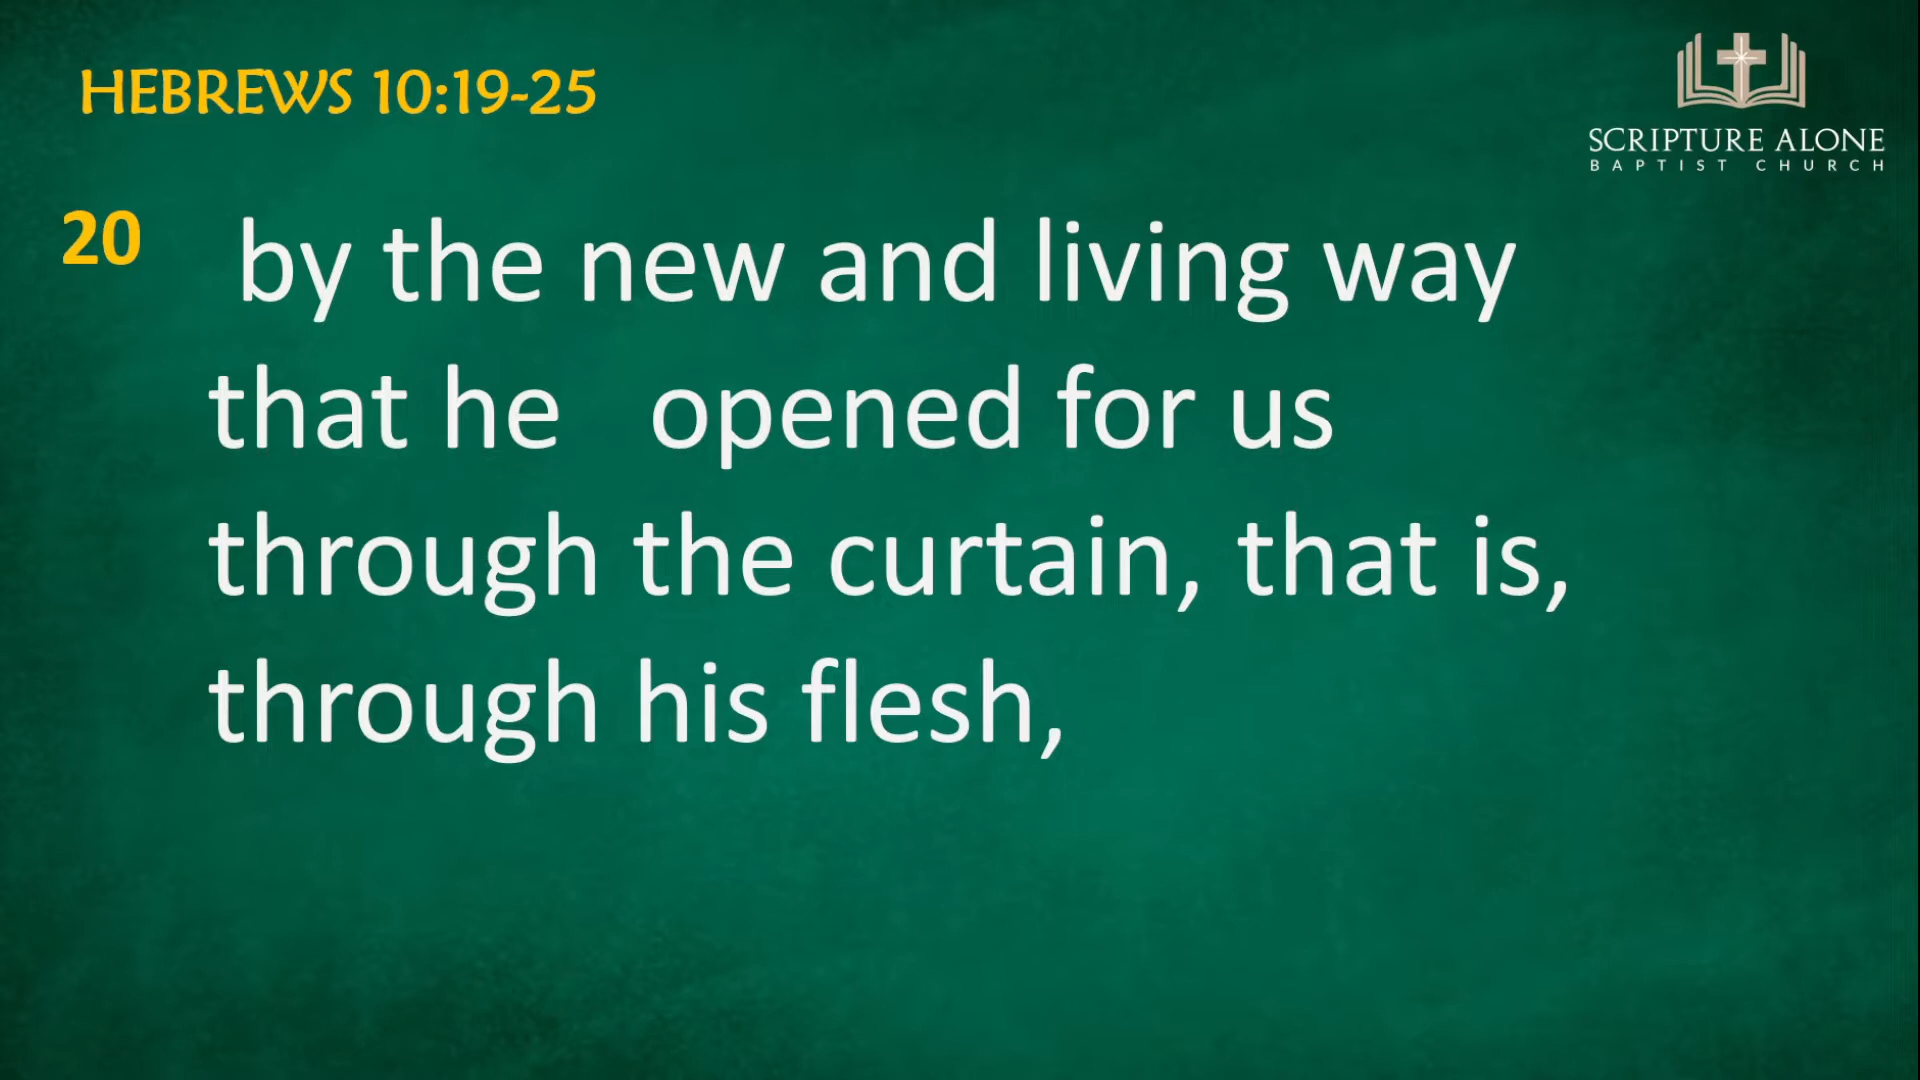 HEBREWS 10:19-25
SCRIPTURE ALONE
BAPTIST CHURCH
20 by the new and living way
that he opened for us
through the curtain, that is,
through his flesh,